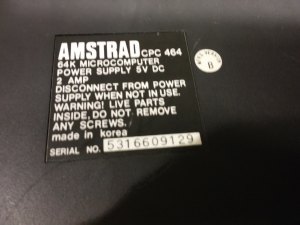 AMSTRAD CPC 464
64K MICROCOMPUTER
POWER SUPPLY 5V DC
2 AMP
DISCONNECT FROM POWER
SUPPLY WHEN NOT IN USE.
WARNING! LIVE PARTS
INSIDE, DO NOT REMOVE
ANY SCREWS.
made in korea
SERIAL NO. 5316609129
8